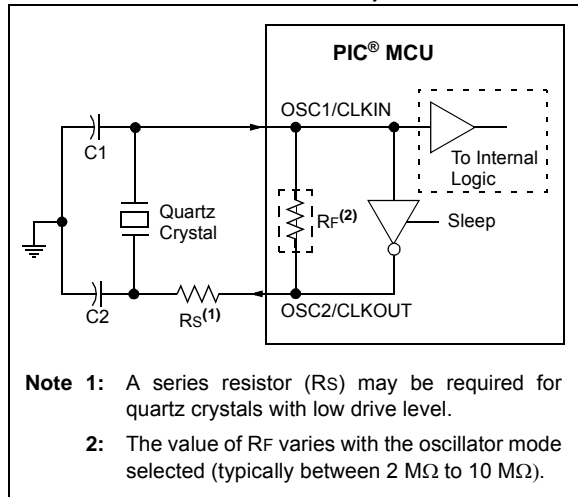 PIC® MCU
OSC1/CLKIN
C1
To Internal
Logic
Quartz
Crystal
RF(2)
Sleep
C2
RS(1)
OSC2/CLKOUT
Note 1: A series resistor (RS) may be required for
quartz crystals with low drive level.
2: The value of RF varies with the oscillator mode
selected (typically between 2 MΩ to 10 MΩ).